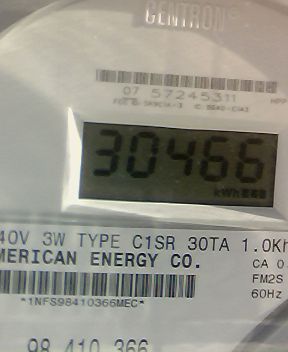 CENTRON
07 57245311
30466
kWh
40V 3W TYPE C1SR 30TA 1.0Kh
MERICAN ENERGY CO.
CA 0
FM2S
*1NFS98410366MEC*
60Hz
98 410 366